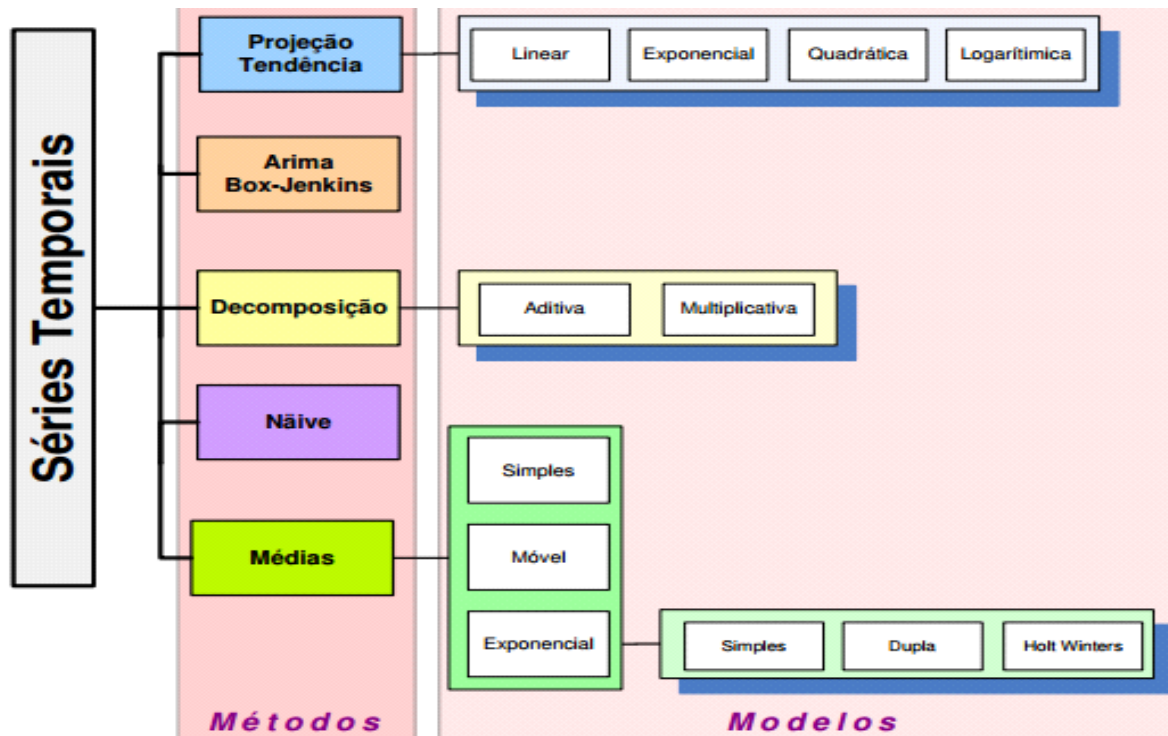 Séries Temporais
Projeção
Tendência
Linear
Exponencial
Quadrática
Logarítimica
Arima
Box-Jenkins
Decomposição
Aditiva
Multiplicativa
Näive
Médias
Simples
Móvel
Exponencial
Simples
Dupla
Holt Winters
Métodos
Modelos